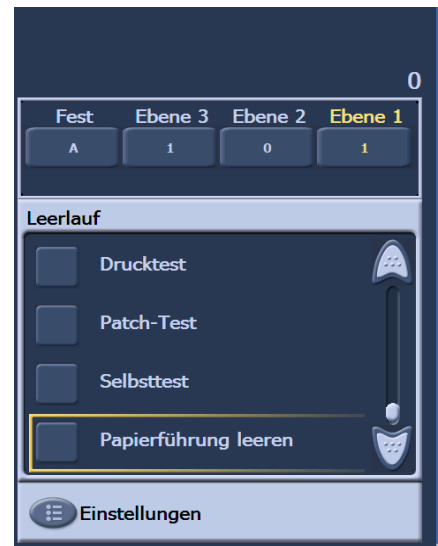 0
Fest Ebene 3 Ebene 2 Ebene 1
A 1 0 1
Leerlauf
Drucktest
Patch-Test
Selbsttest
Papierführung leeren
Einstellungen